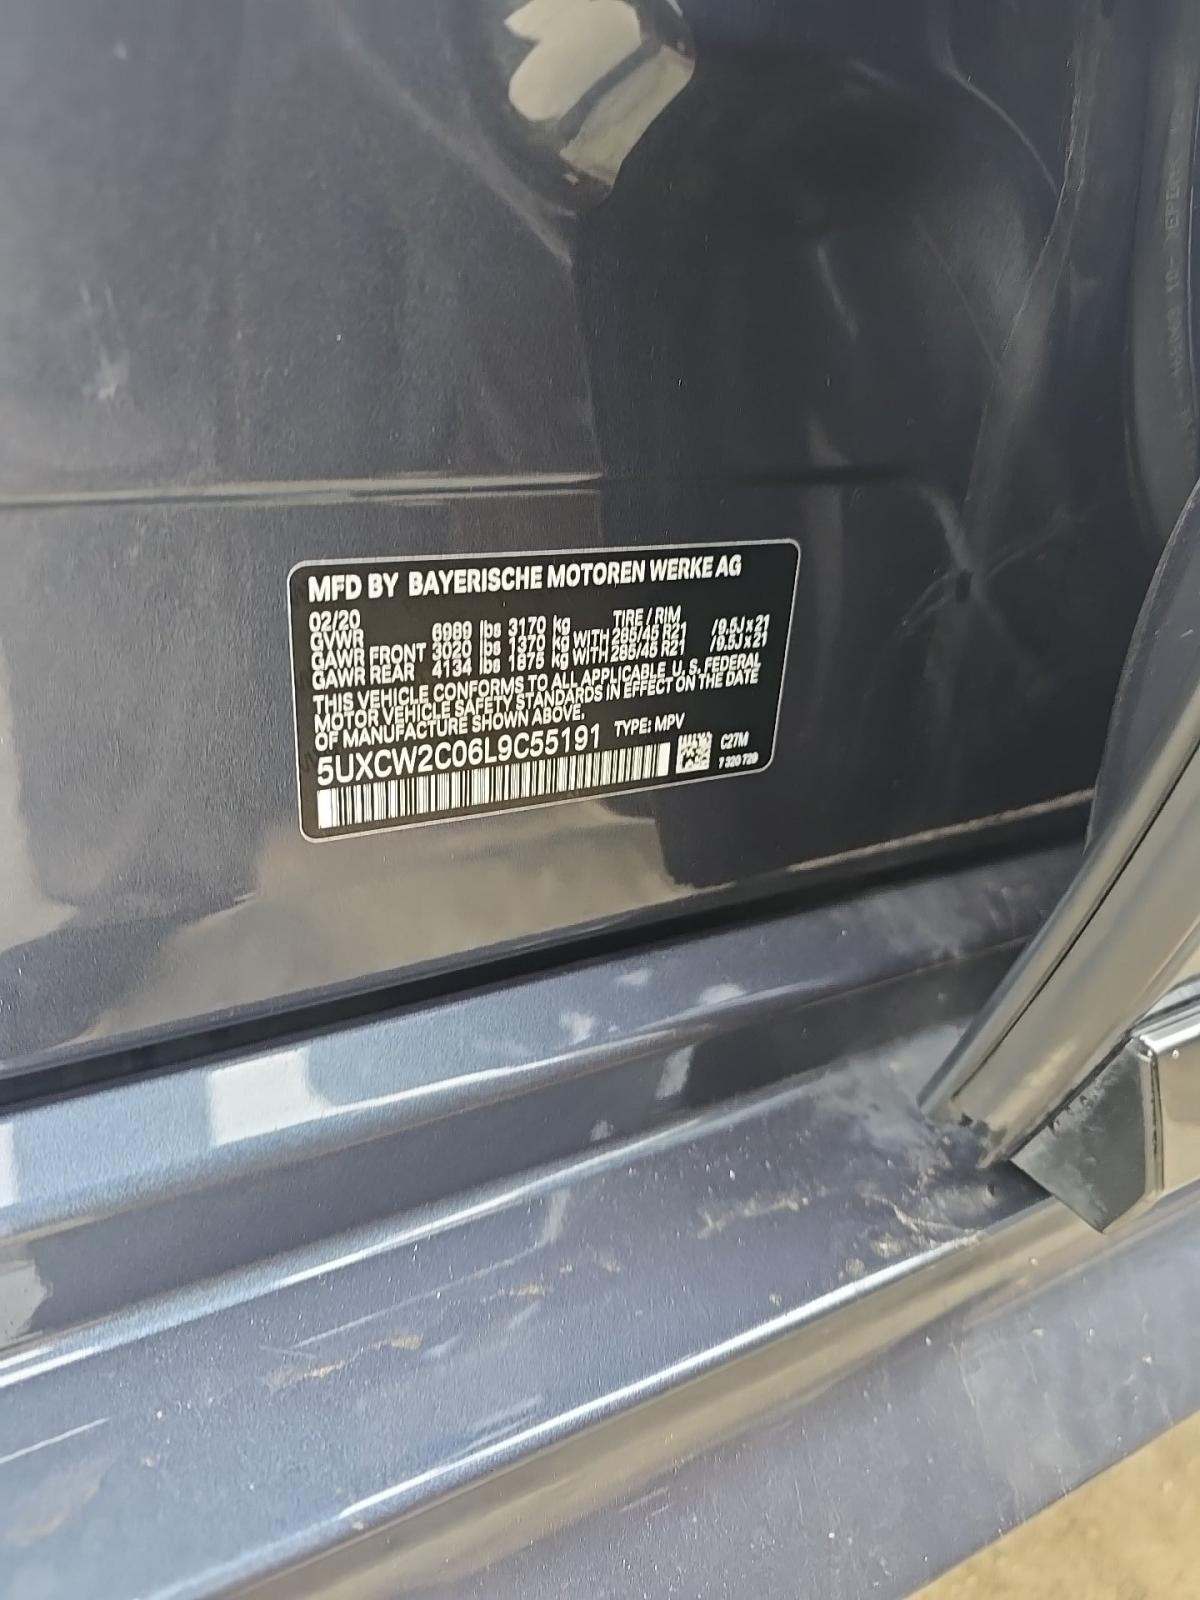 MFD BY BAYERISCHE MOTOREN WERKE AG
02/20 TIRE / RIM
GVWR 6989 lbs 3170 kg
GAWR FRONT 3020 lbs 1370 kg WITH 285/45 R21 /9.5J x 21
GAWR REAR 4134 lbs 1875 kg WITH 285/45 R21 /9.5J x 21
THIS VEHICLE CONFORMS TO ALL APPLICABLE U. S. FEDERAL
MOTOR VEHICLE SAFETY STANDARDS IN EFFECT ON THE DATE
OF MANUFACTURE SHOWN ABOVE.
5UXCW2C06L9C55191 TYPE: MPV
C27M
7 320 729